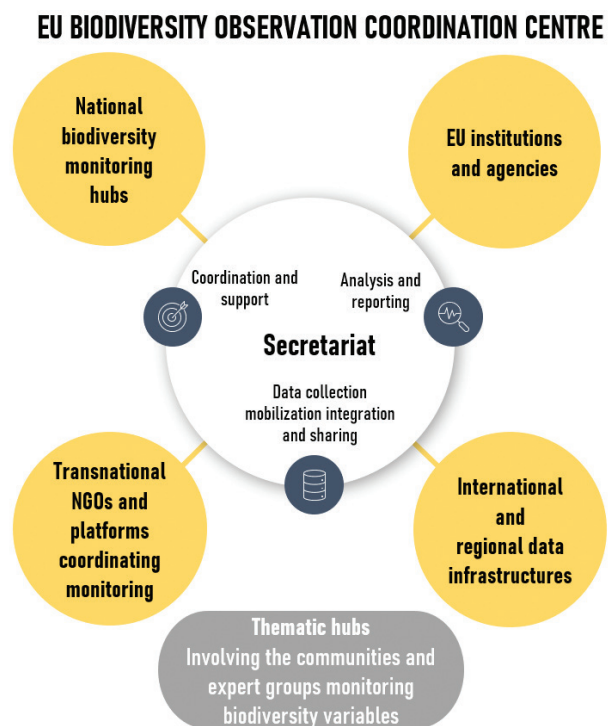 EU BIODIVERSITY OBSERVATION COORDINATION CENTRE
National
biodiversity
monitoring
hubs
EU institutions
and agencies
Coordination and
support
Analysis and
reporting
Secretariat
Data collection
mobilization integration
and sharing
Transnational
NGOs and
platforms
coordinating
monitoring
International
and
regional data
infrastructures
Thematic hubs
Involving the communities and
expert groups monitoring
biodiversity variables